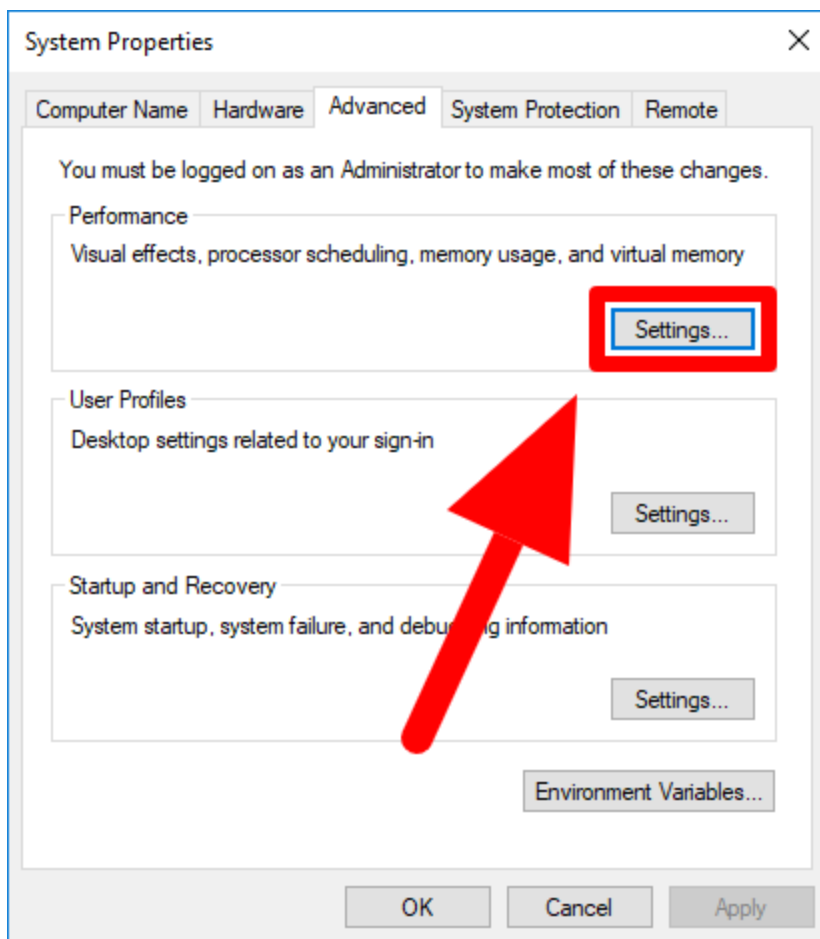 System Properties
Computer Name Hardware Advanced System Protection Remote
You must be logged on as an Administrator to make most of these changes.
Performance
Visual effects, processor scheduling, memory usage, and virtual memory
Settings...
User Profiles
Desktop settings related to your sign-in
Settings...
Startup and Recovery
System startup, system failure, and information
Settings...
Environment Variables...
OK Cancel Apply